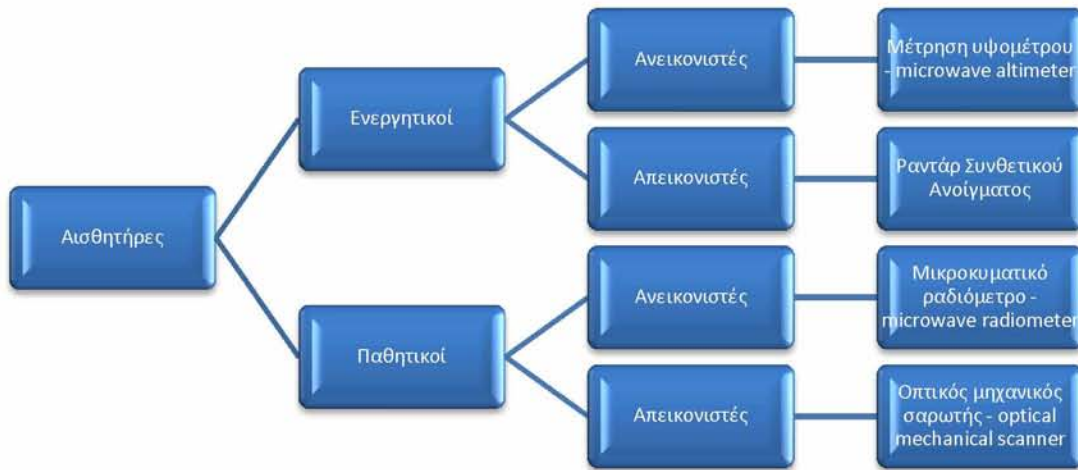 Αισθητήρες
Ενεργητικοί
Ανεικονιστές
Μέτρηση υψομέτρου
- microwave altimeter
Απεικονιστές
Ραντάρ Συνθετικού
Ανοίγματος
Παθητικοί
Ανεικονιστές
Μικροκυματικό
ραδιόμετρο -
microwave radiometer
Απεικονιστές
Οπτικός μηχανικός
σαρωτής - optical
mechanical scanner